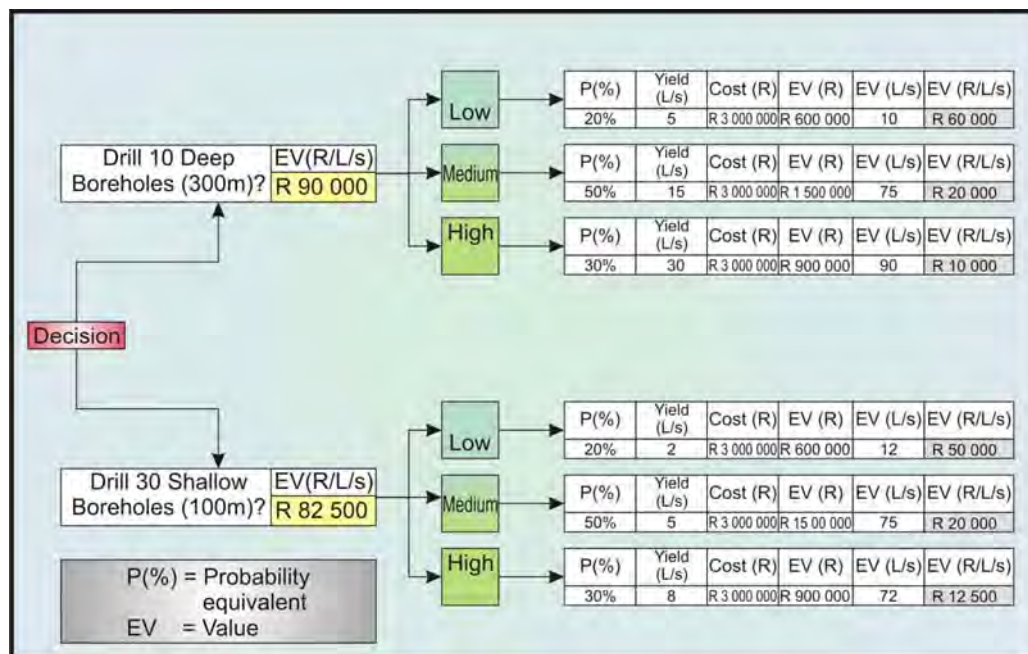 Low
P(%) Yield (L/s) Cost (R) EV (R) EV (L/s) EV (R/L/s)
20% 5 R 3 000 000 R 600 000 10 R 60 000
Drill 10 Deep
Boreholes (300m)?
EV(R/L/s)
R 90 000
Medium
P(%) Yield (L/s) Cost (R) EV (R) EV (L/s) EV (R/L/s)
50% 15 R 3 000 000 R 1 500 000 75 R 20 000
High
P(%) Yield (L/s) Cost (R) EV (R) EV (L/s) EV (R/L/s)
30% 30 R 3 000 000 R 900 000 90 R 10 000
Decision
Low
P(%) Yield (L/s) Cost (R) EV (R) EV (L/s) EV (R/L/s)
20% 2 R 3 000 000 R 600 000 12 R 50 000
Drill 30 Shallow
Boreholes (100m)?
EV(R/L/s)
R 82 500
Medium
P(%) Yield (L/s) Cost (R) EV (R) EV (L/s) EV (R/L/s)
50% 5 R 3 000 000 R 15 00 000 75 R 20 000
High
P(%) Yield (L/s) Cost (R) EV (R) EV (L/s) EV (R/L/s)
30% 8 R 3 000 000 R 900 000 72 R 12 500
P(%) = Probability
equivalent
EV = Value